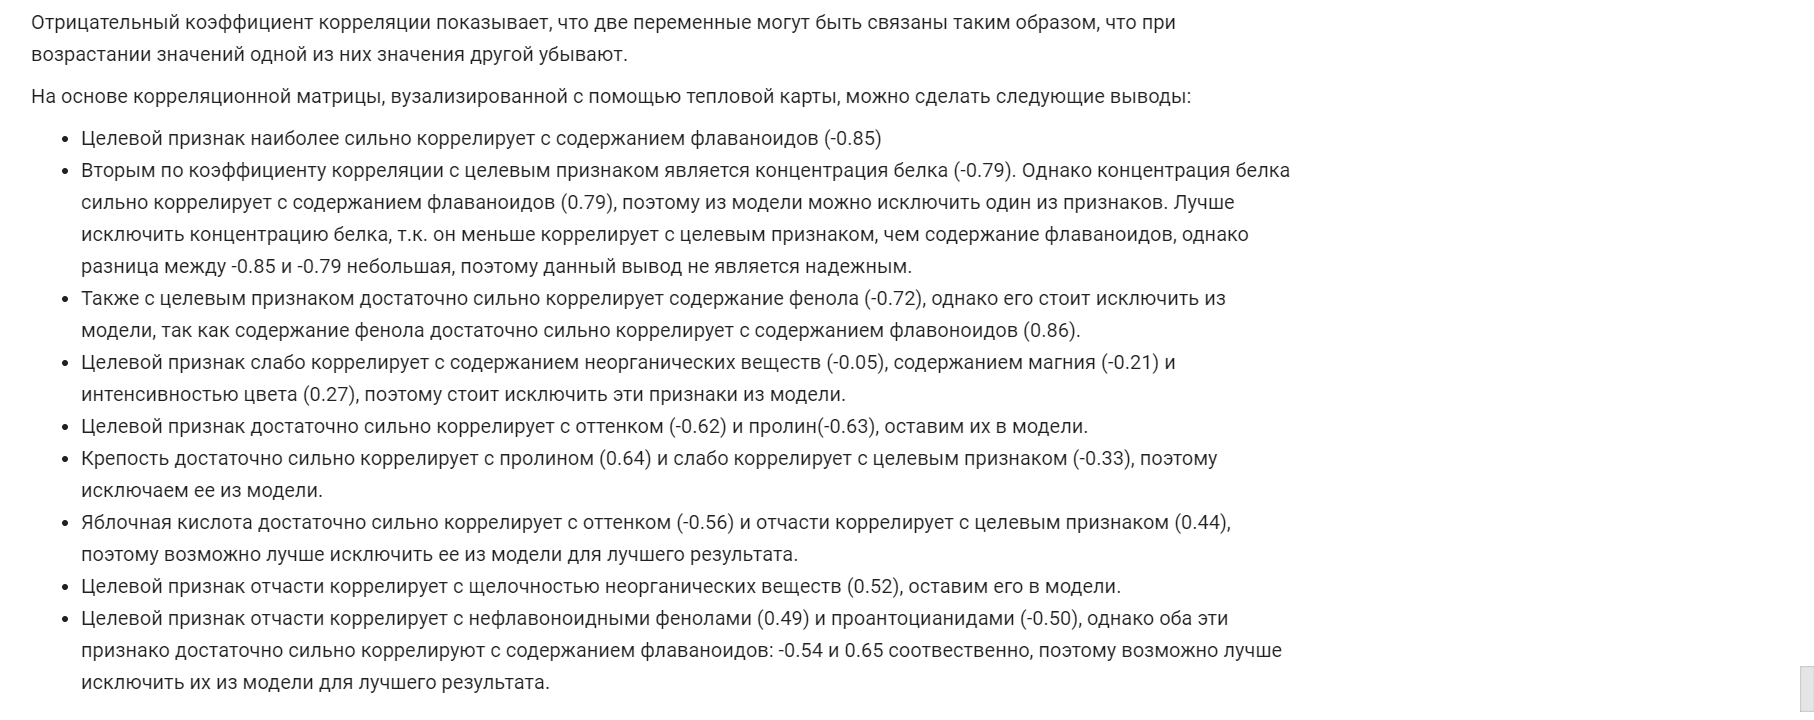 Отрицательный коэффициент корреляции показывает, что две переменные могут быть связаны таким образом, что при
возрастании значений одной из них значения другой убывают.
На основе корреляционной матрицы, вузализированной с помощью тепловой карты, можно сделать следующие выводы:
• Целевой признак наиболее сильно коррелирует с содержанием флаваноидов (-0.85)
• Вторым по коэффициенту корреляции с целевым признаком является концентрация белка (-0.79). Однако концентрация белка
сильно коррелирует с содержанием флаваноидов (0.79), поэтому из модели можно исключить один из признаков. Лучше
исключить концентрацию белка, т.к. он меньше коррелирует с целевым признаком, чем содержание флаваноидов, однако
разница между -0.85 и -0.79 небольшая, поэтому данный вывод не является надежным.
• Также с целевым признаком достаточно сильно коррелирует содержание фенола (-0.72), однако его стоит исключить из
модели, так как содержание фенола достаточно сильно коррелирует с содержанием флавоноидов (0.86).
• Целевой признак слабо коррелирует с содержанием неорганических веществ (-0.05), содержанием магния (-0.21) и
интенсивностью цвета (0.27), поэтому стоит исключить эти признаки из модели.
• Целевой признак достаточно сильно коррелирует с оттенком (-0.62) и пролин(-0.63), оставим их в модели.
• Крепость достаточно сильно коррелирует с пролином (0.64) и слабо коррелирует с целевым признаком (-0.33), поэтому
исключаем ее из модели.
• Яблочная кислота достаточно сильно коррелирует с оттенком (-0.56) и отчасти коррелирует с целевым признаком (0.44),
поэтому возможно лучше исключить ее из модели для лучшего результата.
• Целевой признак отчасти коррелирует с щелочностью неорганических веществ (0.52), оставим его в модели.
• Целевой признак отчасти коррелирует с нефлавоноидными фенолами (0.49) и проантоцианидами (-0.50), однако оба эти
признако достаточно сильно коррелируют с содержанием флаваноидов: -0.54 и 0.65 соотвественно, поэтому возможно лучше
исключить их из модели для лучшего результата.